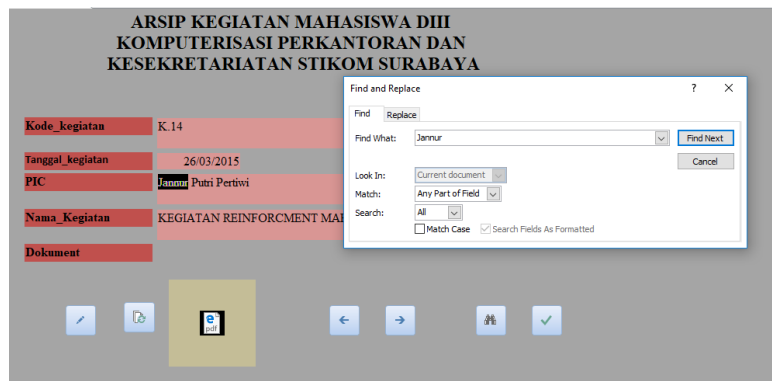 ARSIP KEGIATAN MAHASISWA DIII
KOMPUTERISASI PERKANTORAN DAN
KESEKRETARIATAN STIKOM SURABAYA
Kode_kegiatan K.14
Tanggal_kegiatan 26/03/2015
PIC Jannur Putri Pertiwi
Nama_Kegiatan KEGIATAN REINFORCMENT
Dokument
pdf
Find and Replace ? X
Find Replace
Find What: Jannur Find Next
Cancel
Look In: Current document
Match: Any Part of Field
Search: All
Match Case Search Fields As Formatted